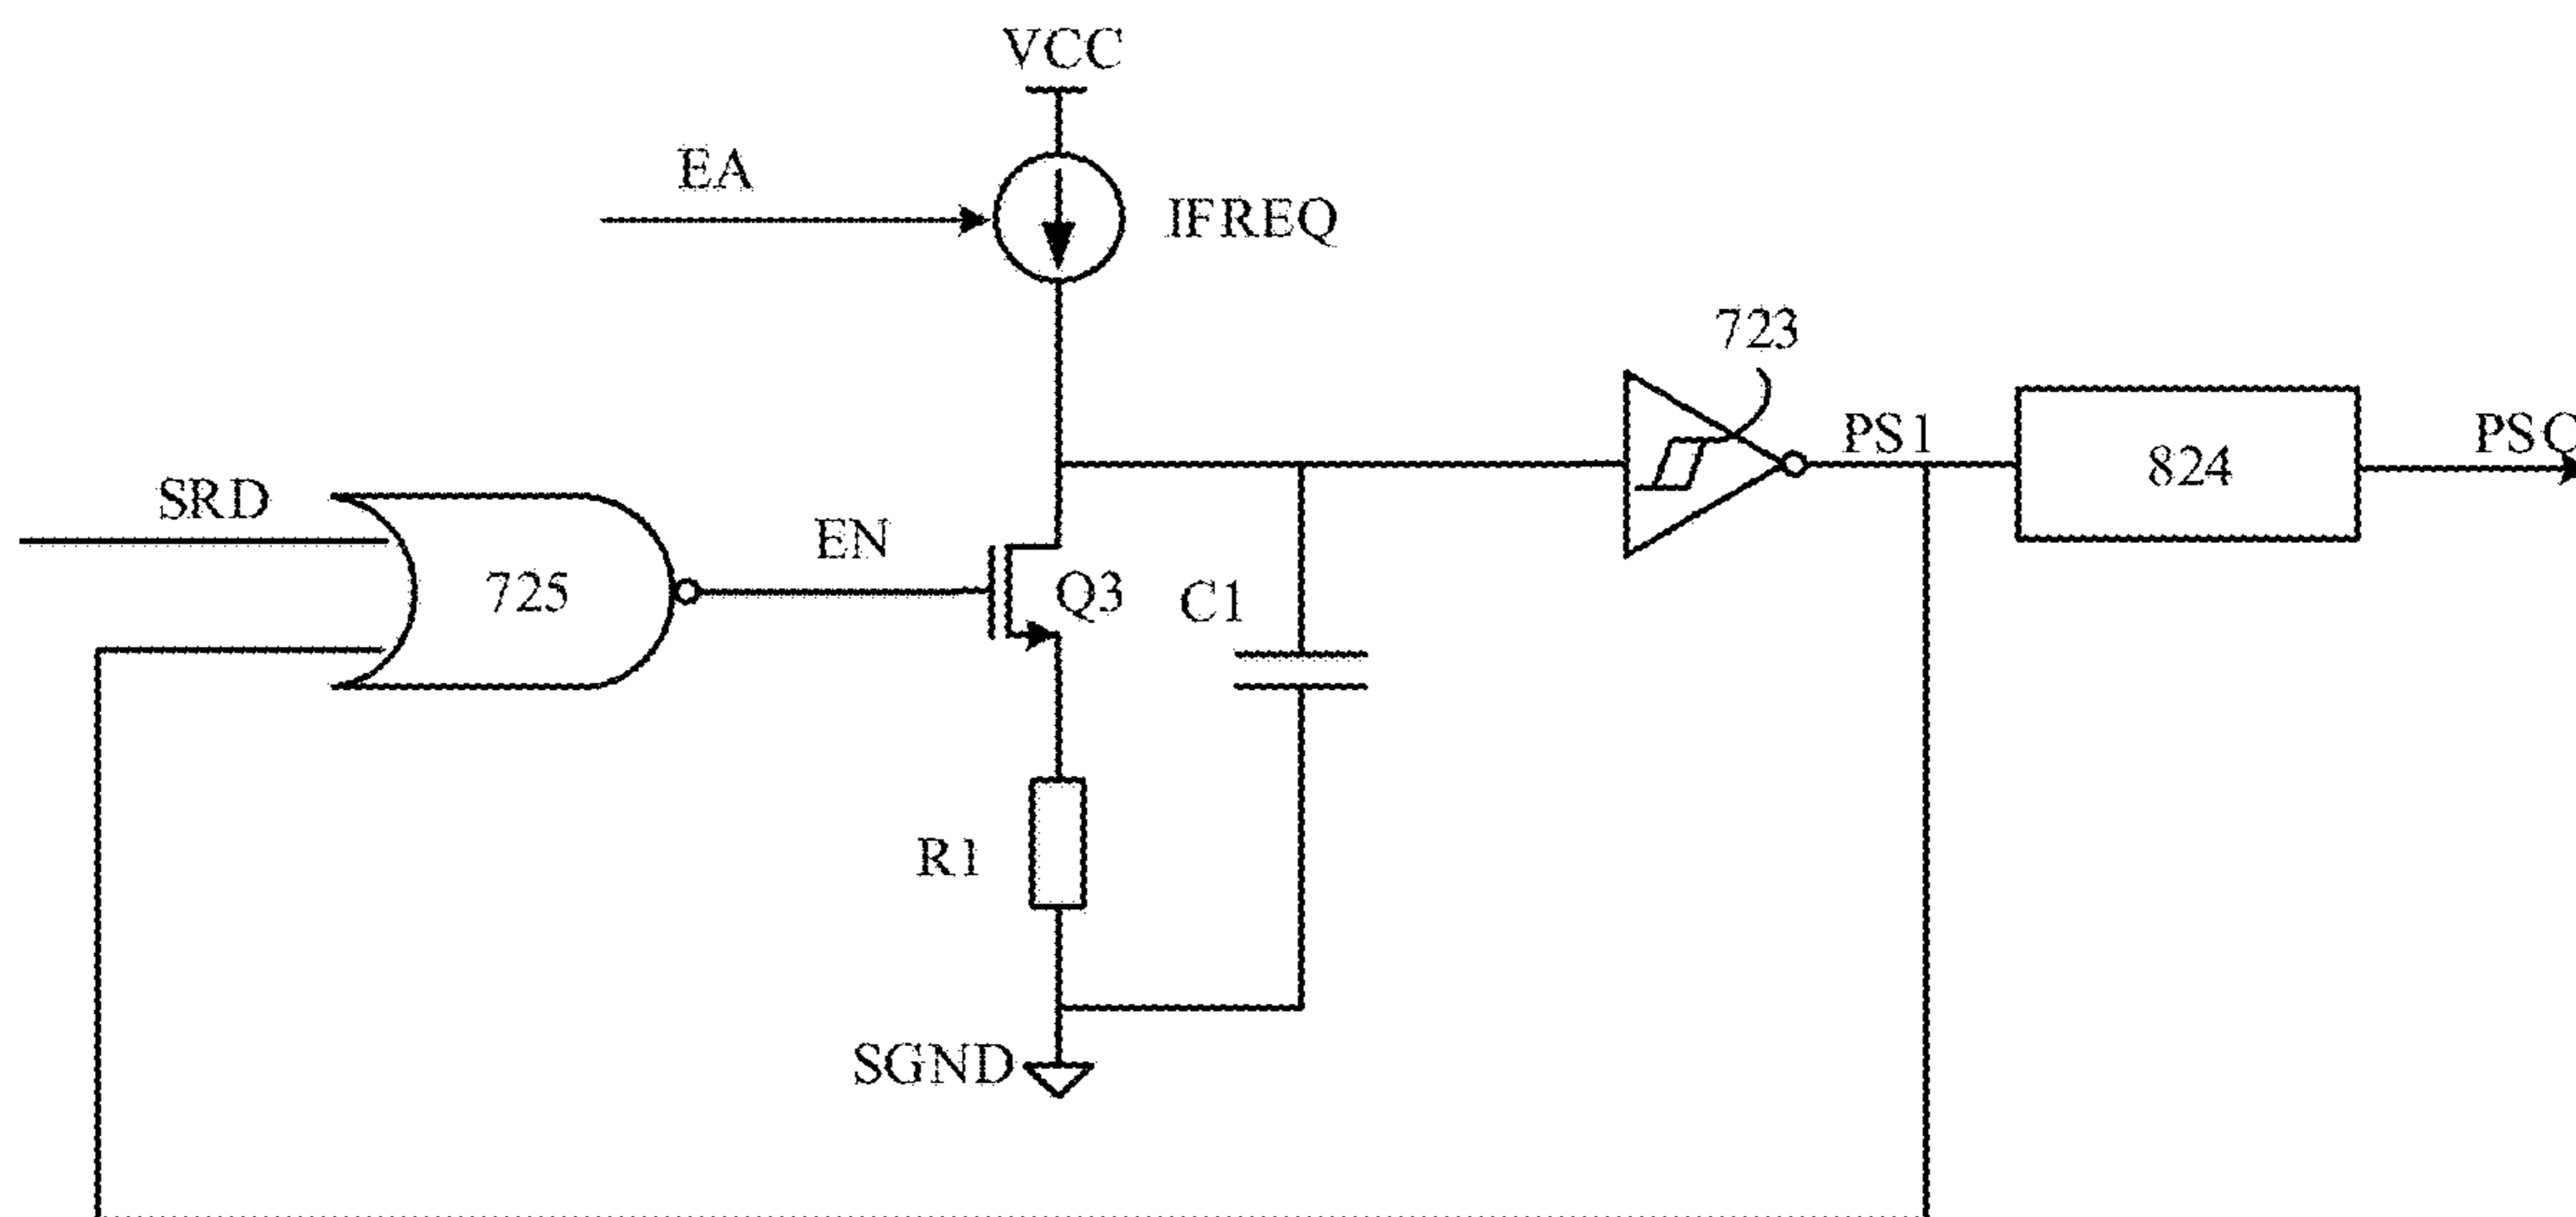 VCC
EA
IFREQ
723
PS1
824
SRD
EN
725
Q3
C1
R1
SGND